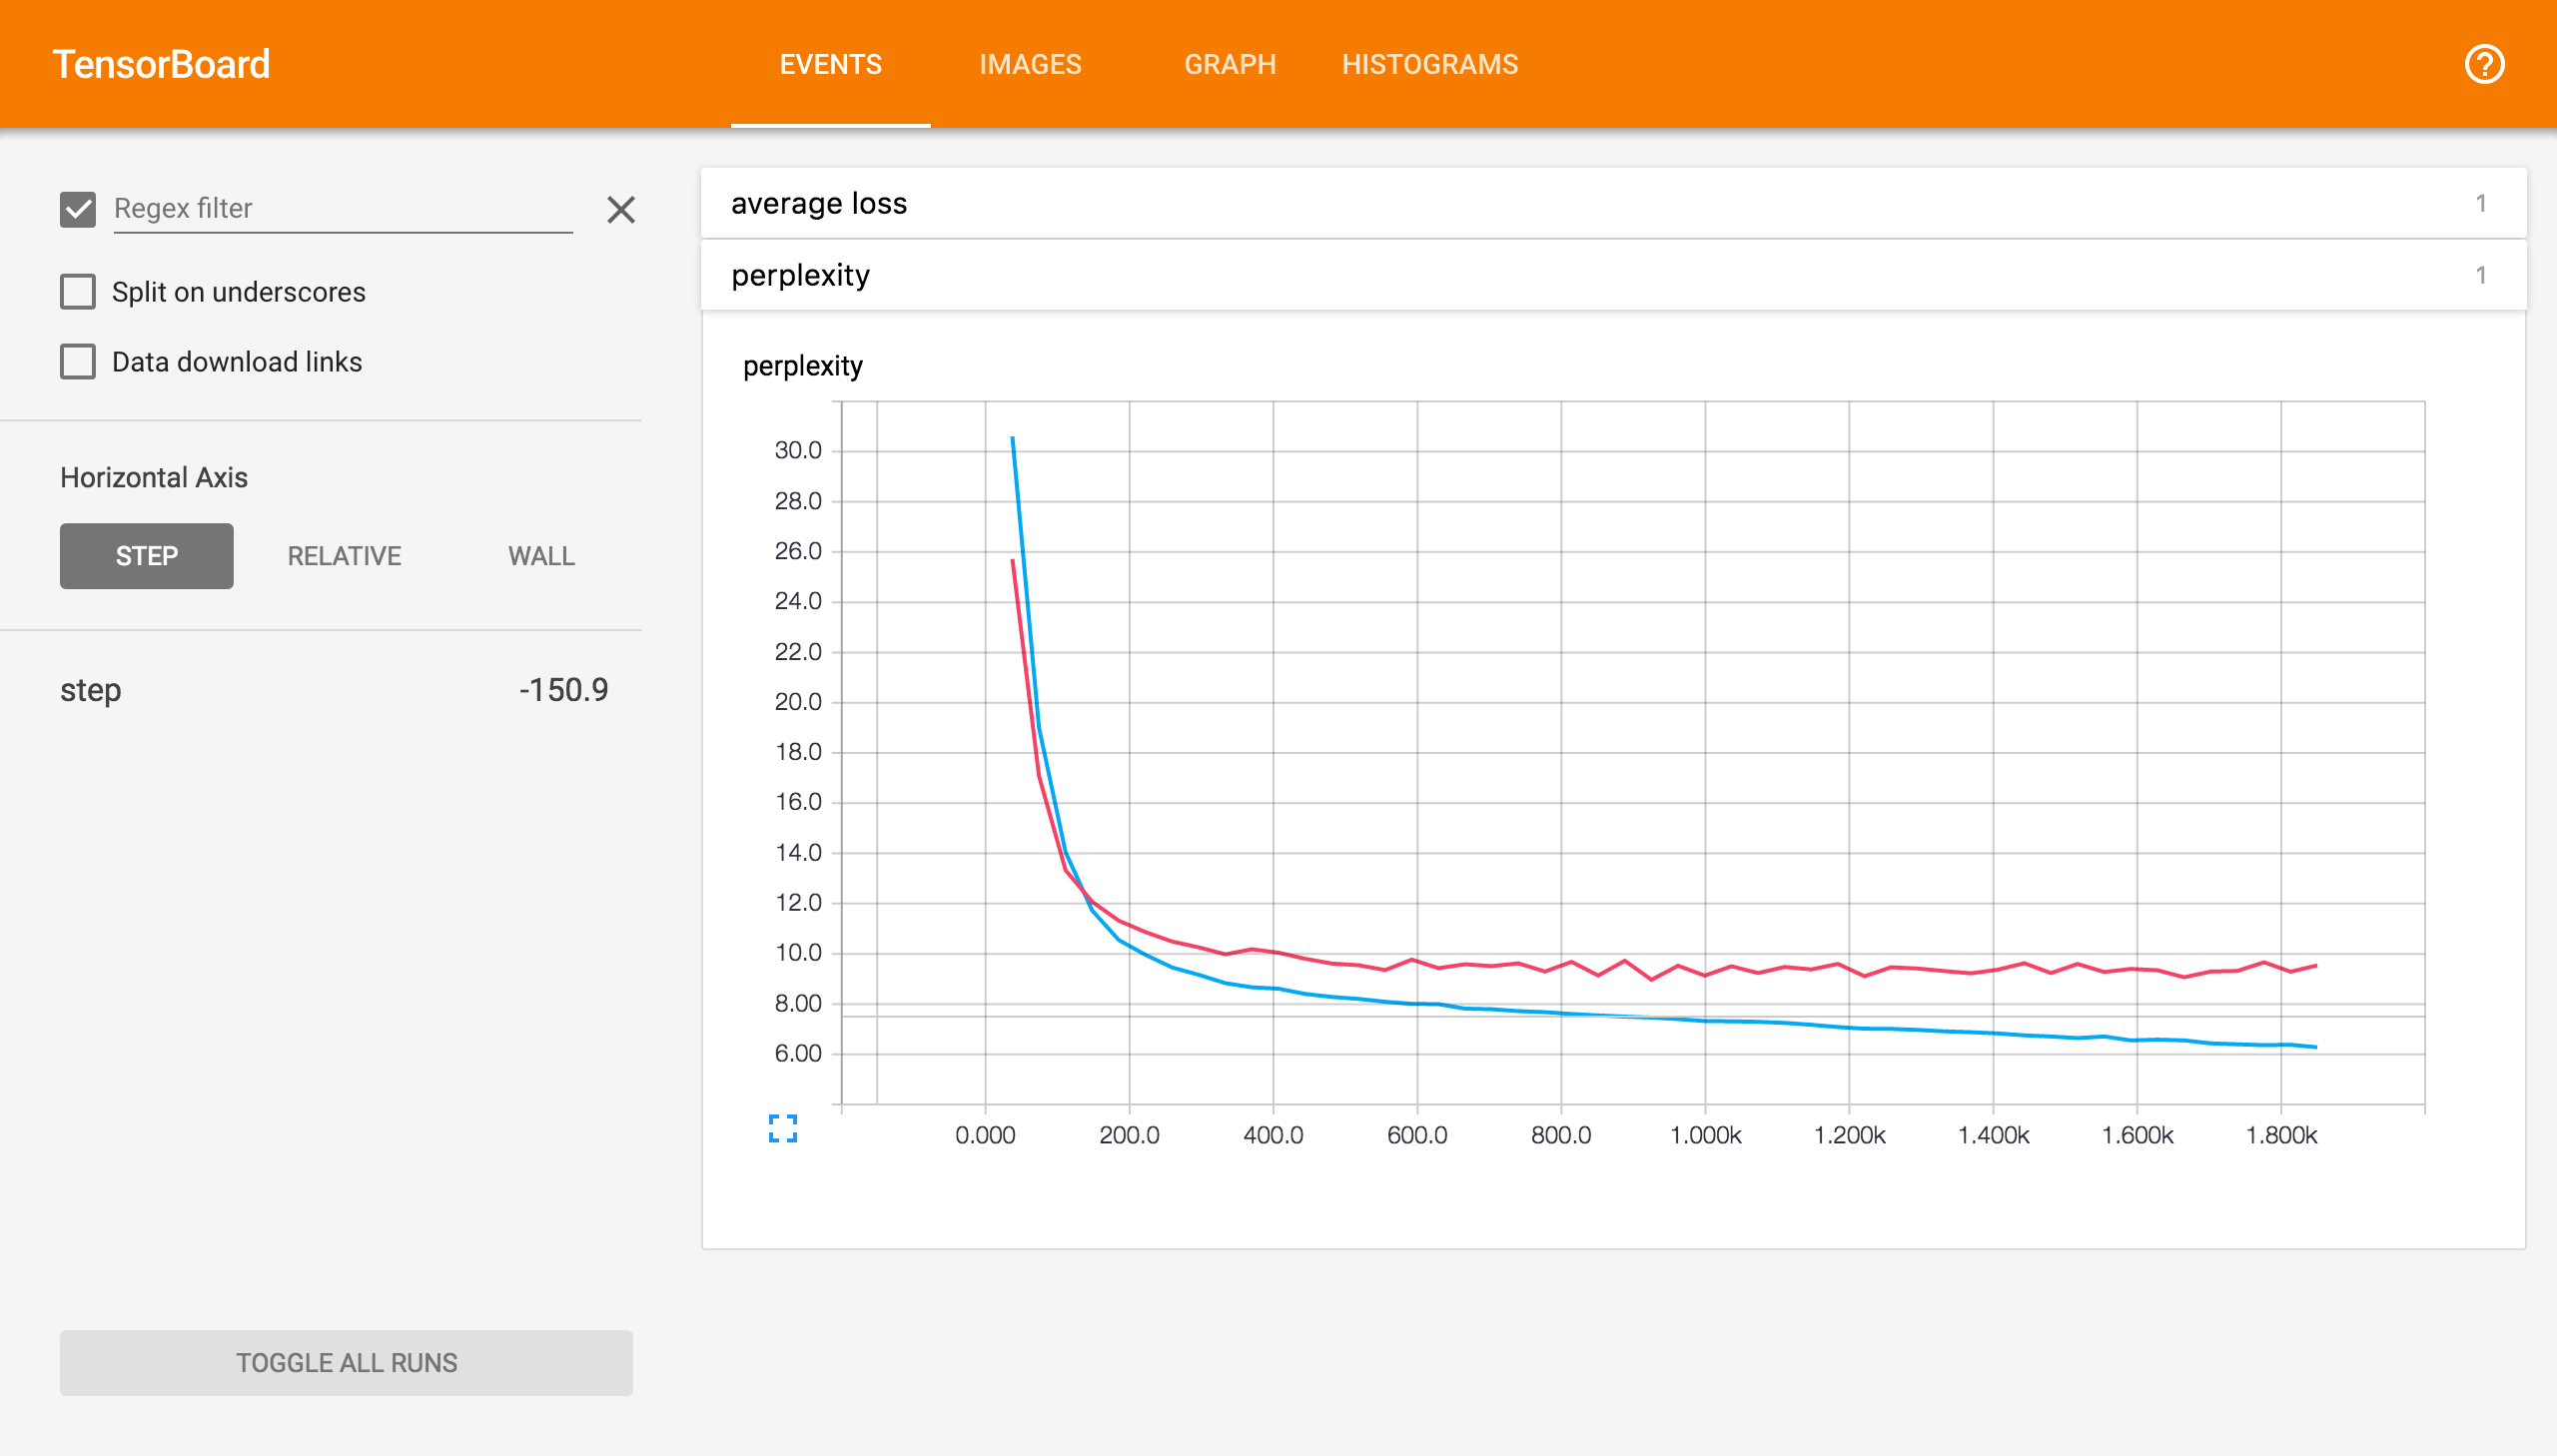 TensorBoard
EVENTS IMAGES GRAPH HISTOGRAMS
Regex filter
Split on underscores
Data download links
Horizontal Axis
STEP RELATIVE WALL
step -150.9
TOGGLE ALL RUNS
average loss 1
perplexity 1
perplexity
30.0
28.0
26.0
24.0
22.0
20.0
18.0
16.0
14.0
12.0
10.0
8.00
6.00
0.000 200.0 400.0 600.0 800.0 1.000k 1.200k 1.400k 1.600k 1.800k